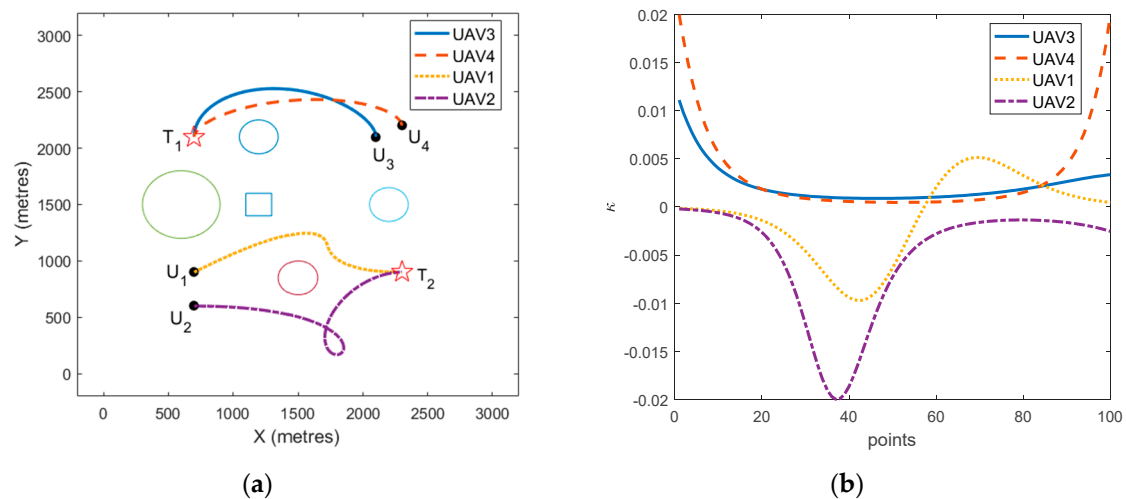 3000
2500
2000
1500
1000
500
0
Y (metres)
0
500
1000
1500
2000
2500
3000
X (metres)
UAV3
UAV4
UAV1
UAV2
T1
U3
U4
U1
U2
T2
(a)
0.02
0.015
0.01
0.005
0
-0.005
-0.01
-0.015
-0.02
κ
0
20
40
60
80
100
points
UAV3
UAV4
UAV1
UAV2
(b)